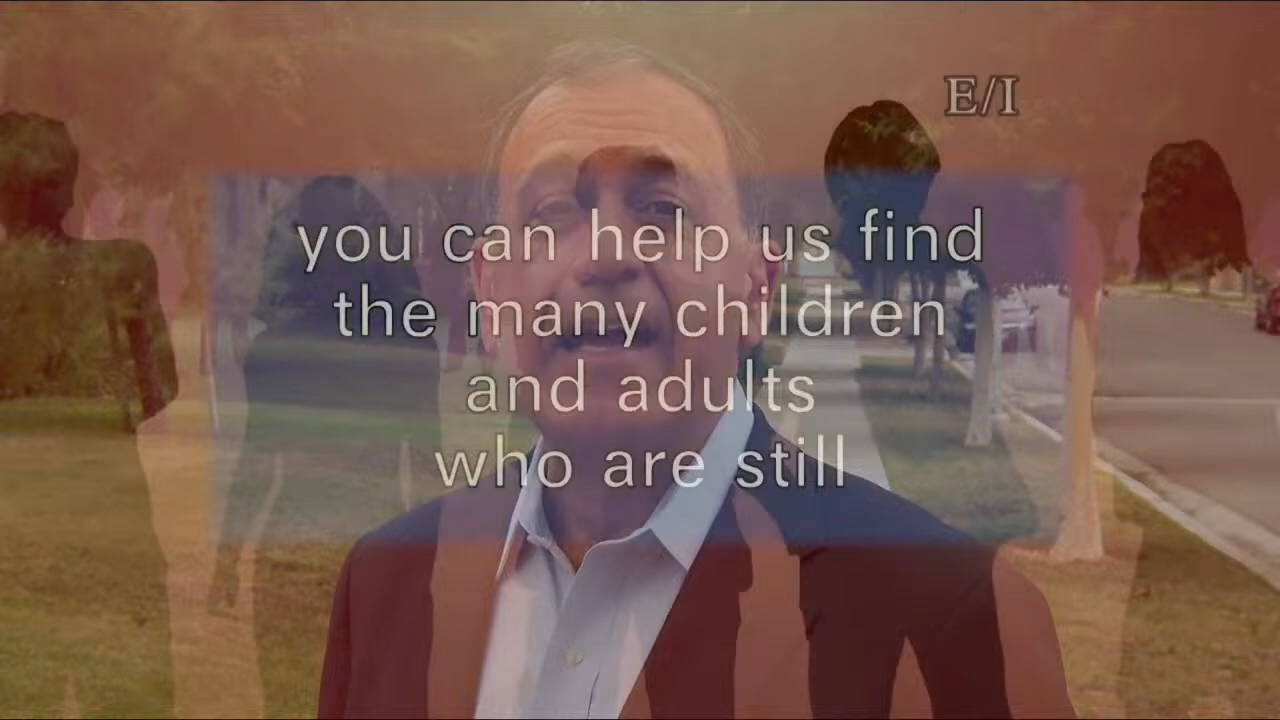 E/I
you can help us find
the many children
and adults
who are still